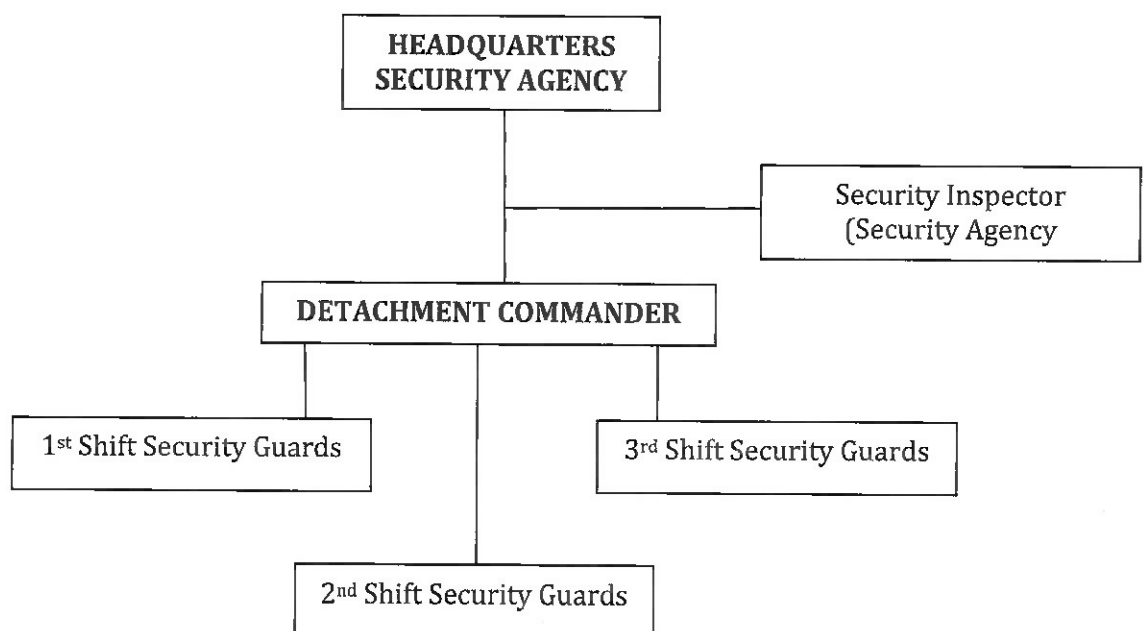 HEADQUARTERS
SECURITY AGENCY
Security Inspector
(Security Agency
DETACHMENT COMMANDER
1st Shift Security Guards
3rd Shift Security Guards
2nd Shift Security Guards